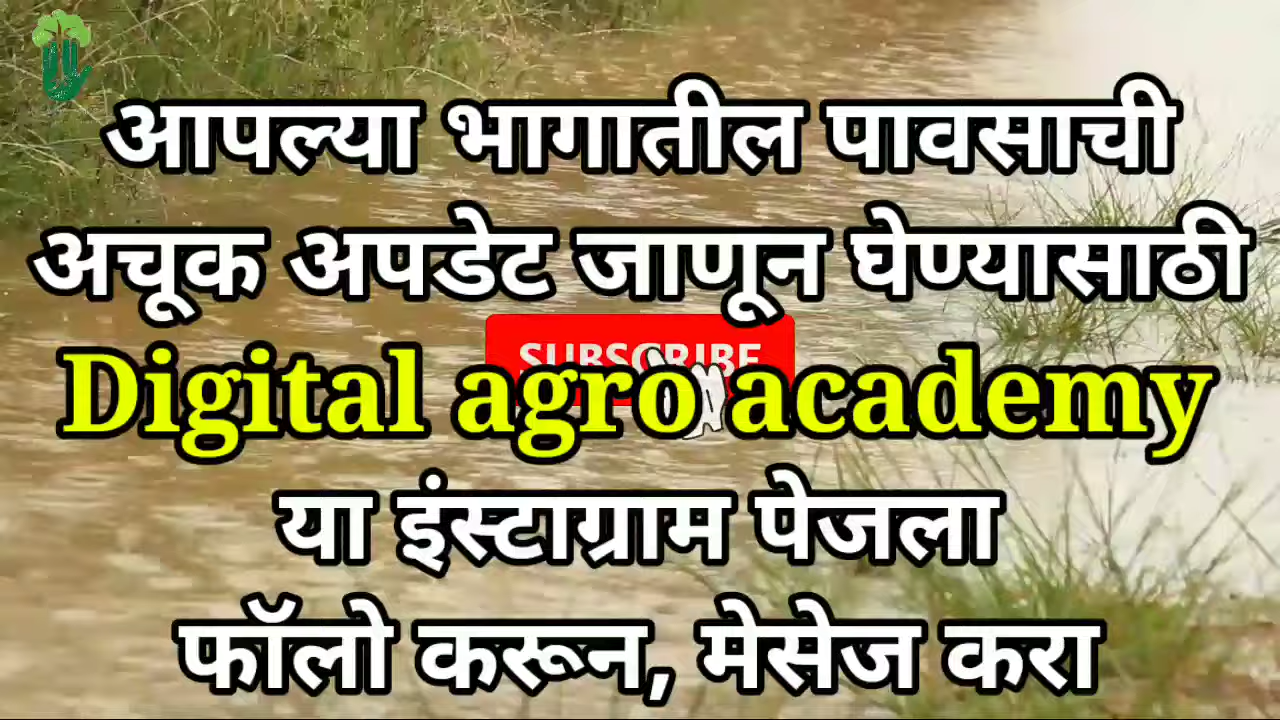 आपल्या भागातील पावसाची
अचूक अपडेट जाणून घेण्यासाठी
SUBSCRIBE
Digital agro academy
या इंस्टाग्राम पेजला
फॉलो करून, मेसेज करा